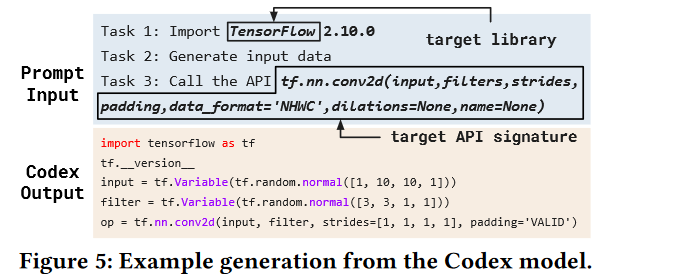 Task 1: Import TensorFlow 2.10.0
target library
Task 2: Generate input data
Prompt Input
Task 3: Call the API tf.nn.conv2d(input,filters,strides,
padding,data_format='NHWC',dilations=None,name=None)
target API signature
Codex Output
import tensorflow as tf
tf.__version__
input = tf.Variable(tf.random.normal([1, 10, 10, 1]))
filter = tf.Variable(tf.random.normal([3, 3, 1, 1]))
op = tf.nn.conv2d(input, filter, strides=[1, 1, 1, 1], padding='VALID')
Figure 5: Example generation from the Codex model.